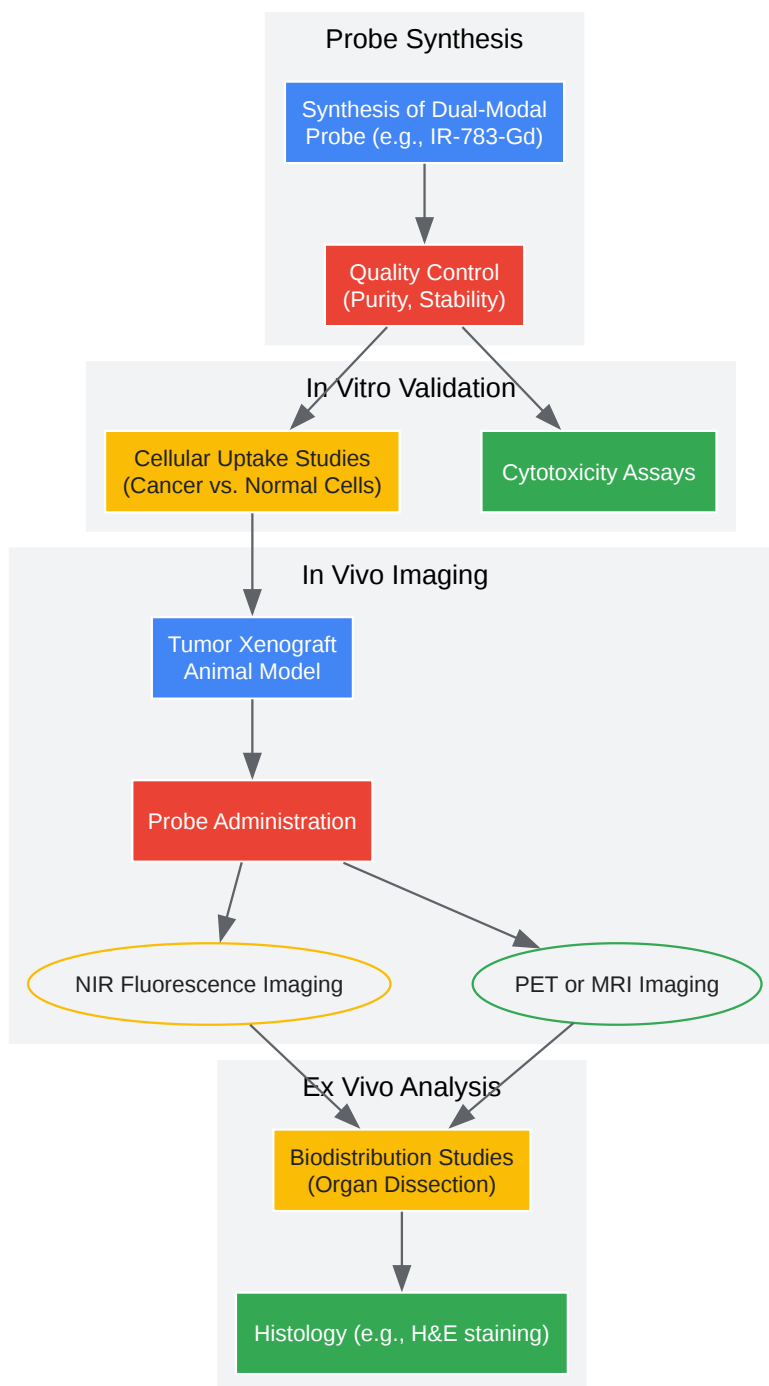 Probe Synthesis
Synthesis of Dual-Modal
Probe (e.g., IR-783-Gd)
Quality Control
(Purity, Stability)
In Vitro Validation
Cellular Uptake Studies
(Cancer vs. Normal Cells)
Cytotoxicity Assays
In Vivo Imaging
Tumor Xenograft
Animal Model
Probe Administration
NIR Fluorescence Imaging
PET or MRI Imaging
Ex Vivo Analysis
Biodistribution Studies
(Organ Dissection)
Histology (e.g., H&E staining)